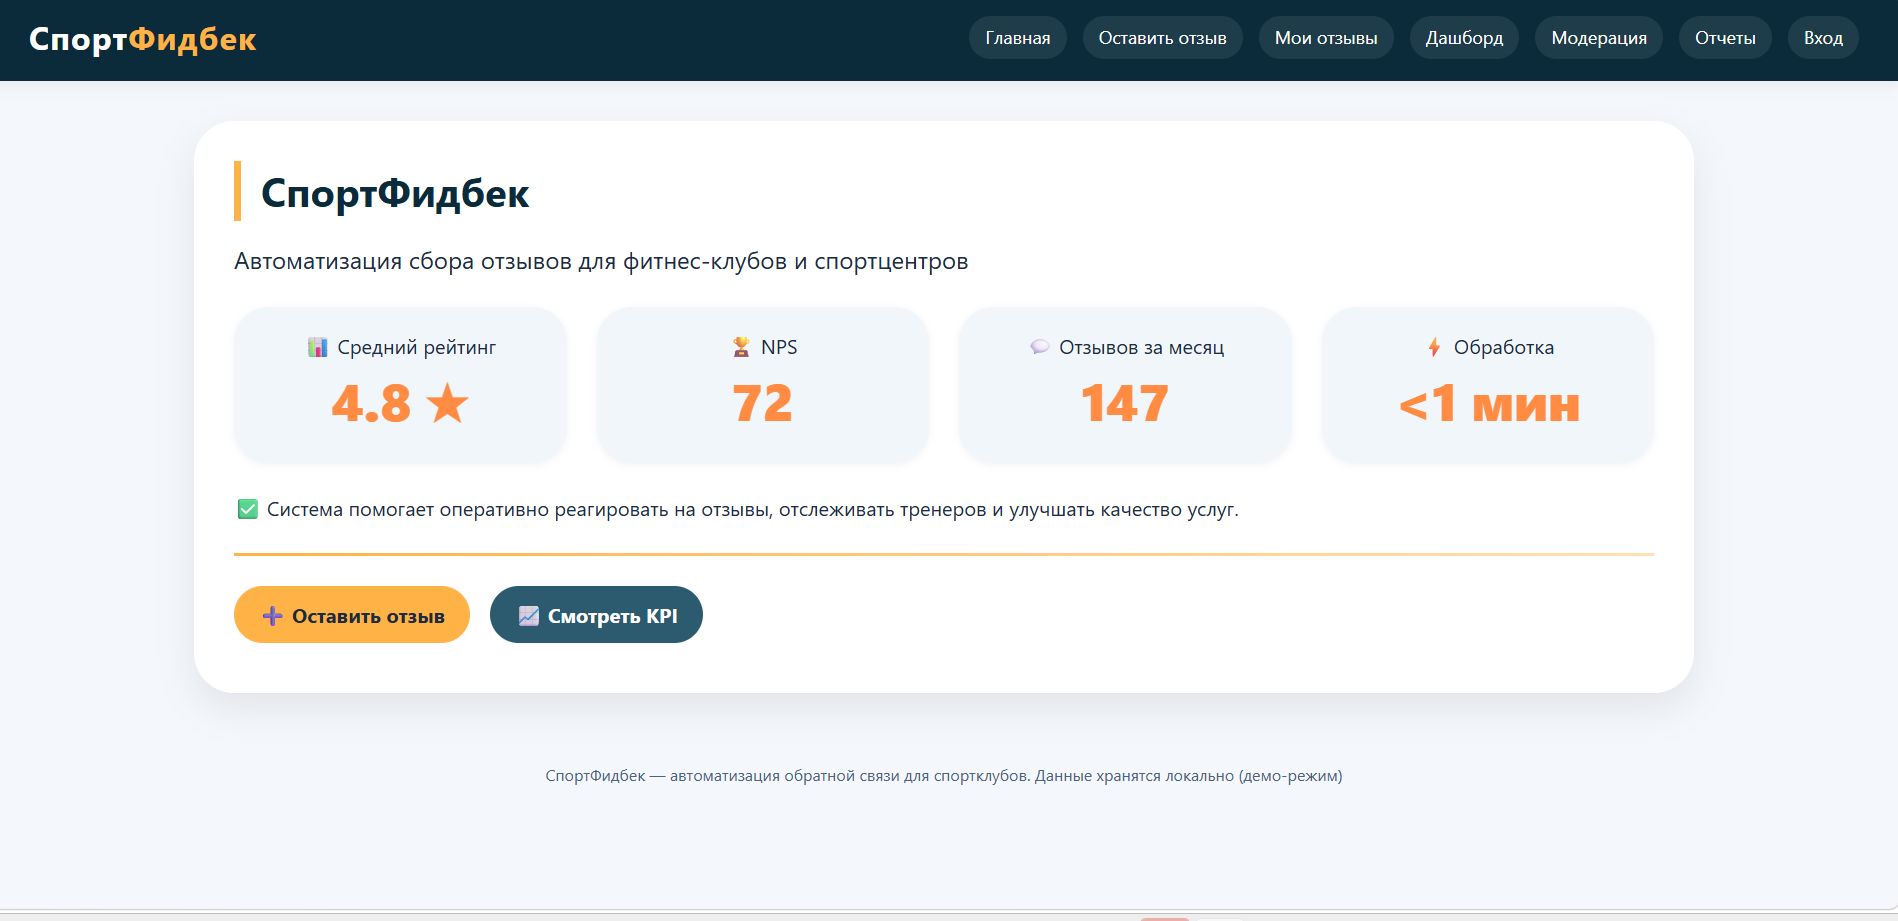 СпортФидбек
Главная
Оставить отзыв
Мои отзывы
Дашборд
Модерация
Отчеты
Вход
СпортФидбек
Автоматизация сбора отзывов для фитнес-клубов и спортцентров
📊 Средний рейтинг
4.8 ★
🏆 NPS
72
💬 Отзывов за месяц
147
⚡ Обработка
<1 мин
✅ Система помогает оперативно реагировать на отзывы, отслеживать тренеров и улучшать качество услуг.
➕ Оставить отзыв
📈 Смотреть KPI
СпортФидбек — автоматизация обратной связи для спортклубов. Данные хранятся локально (демо-режим)